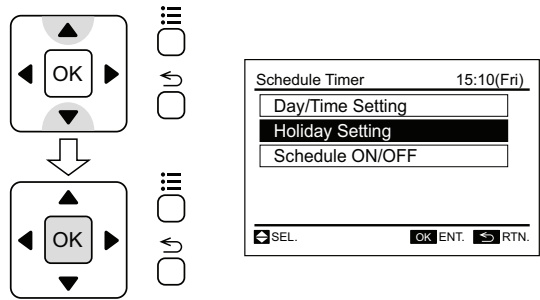 OK
Schedule Timer 15:10(Fri)
Day/Time Setting
Holiday Setting
Schedule ON/OFF
SEL. OK ENT. RTN.
OK